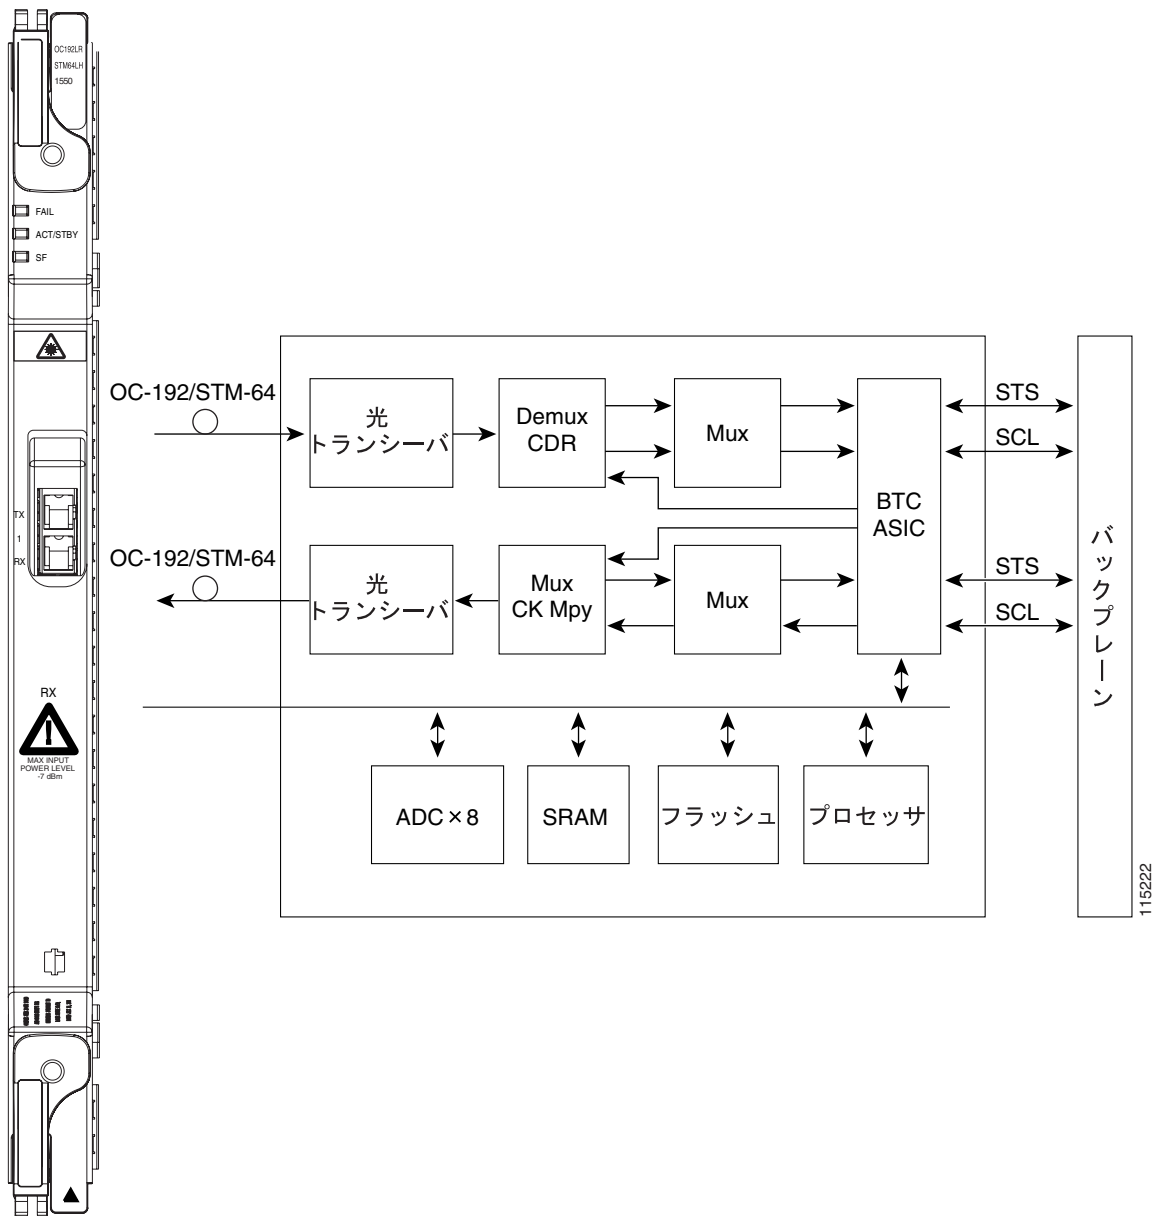 OC192LR
STM64LH
1550
FAIL
ACT/STBY
SF
TX
1
RX
RX
MAX INPUT
POWER LEVEL
-7 dBm
OC-192/STM-64
光
トランシーバ
Demux
CDR
Mux
BTC
ASIC
STS
SCL
OC-192/STM-64
光
トランシーバ
Mux
CK Mpy
Mux
STS
SCL
バックプレーン
ADC×8
SRAM
フラッシュ
プロセッサ
115222